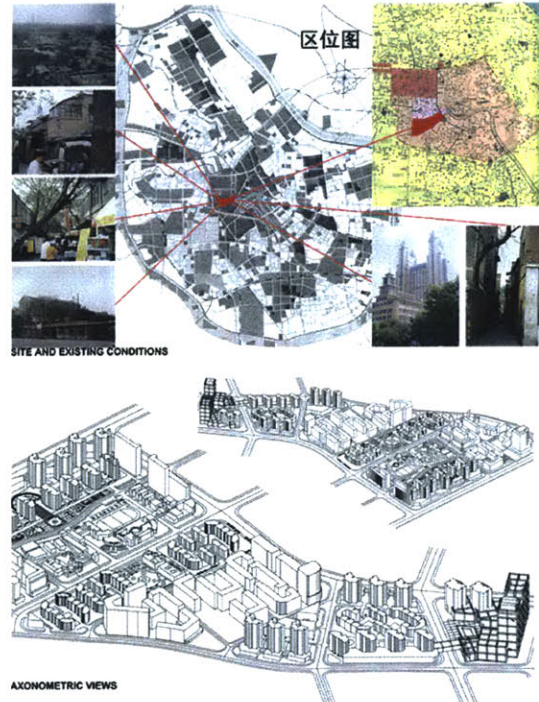 区位图
SITE AND EXISTING CONDITIONS
AXONOMETRIC VIEWS